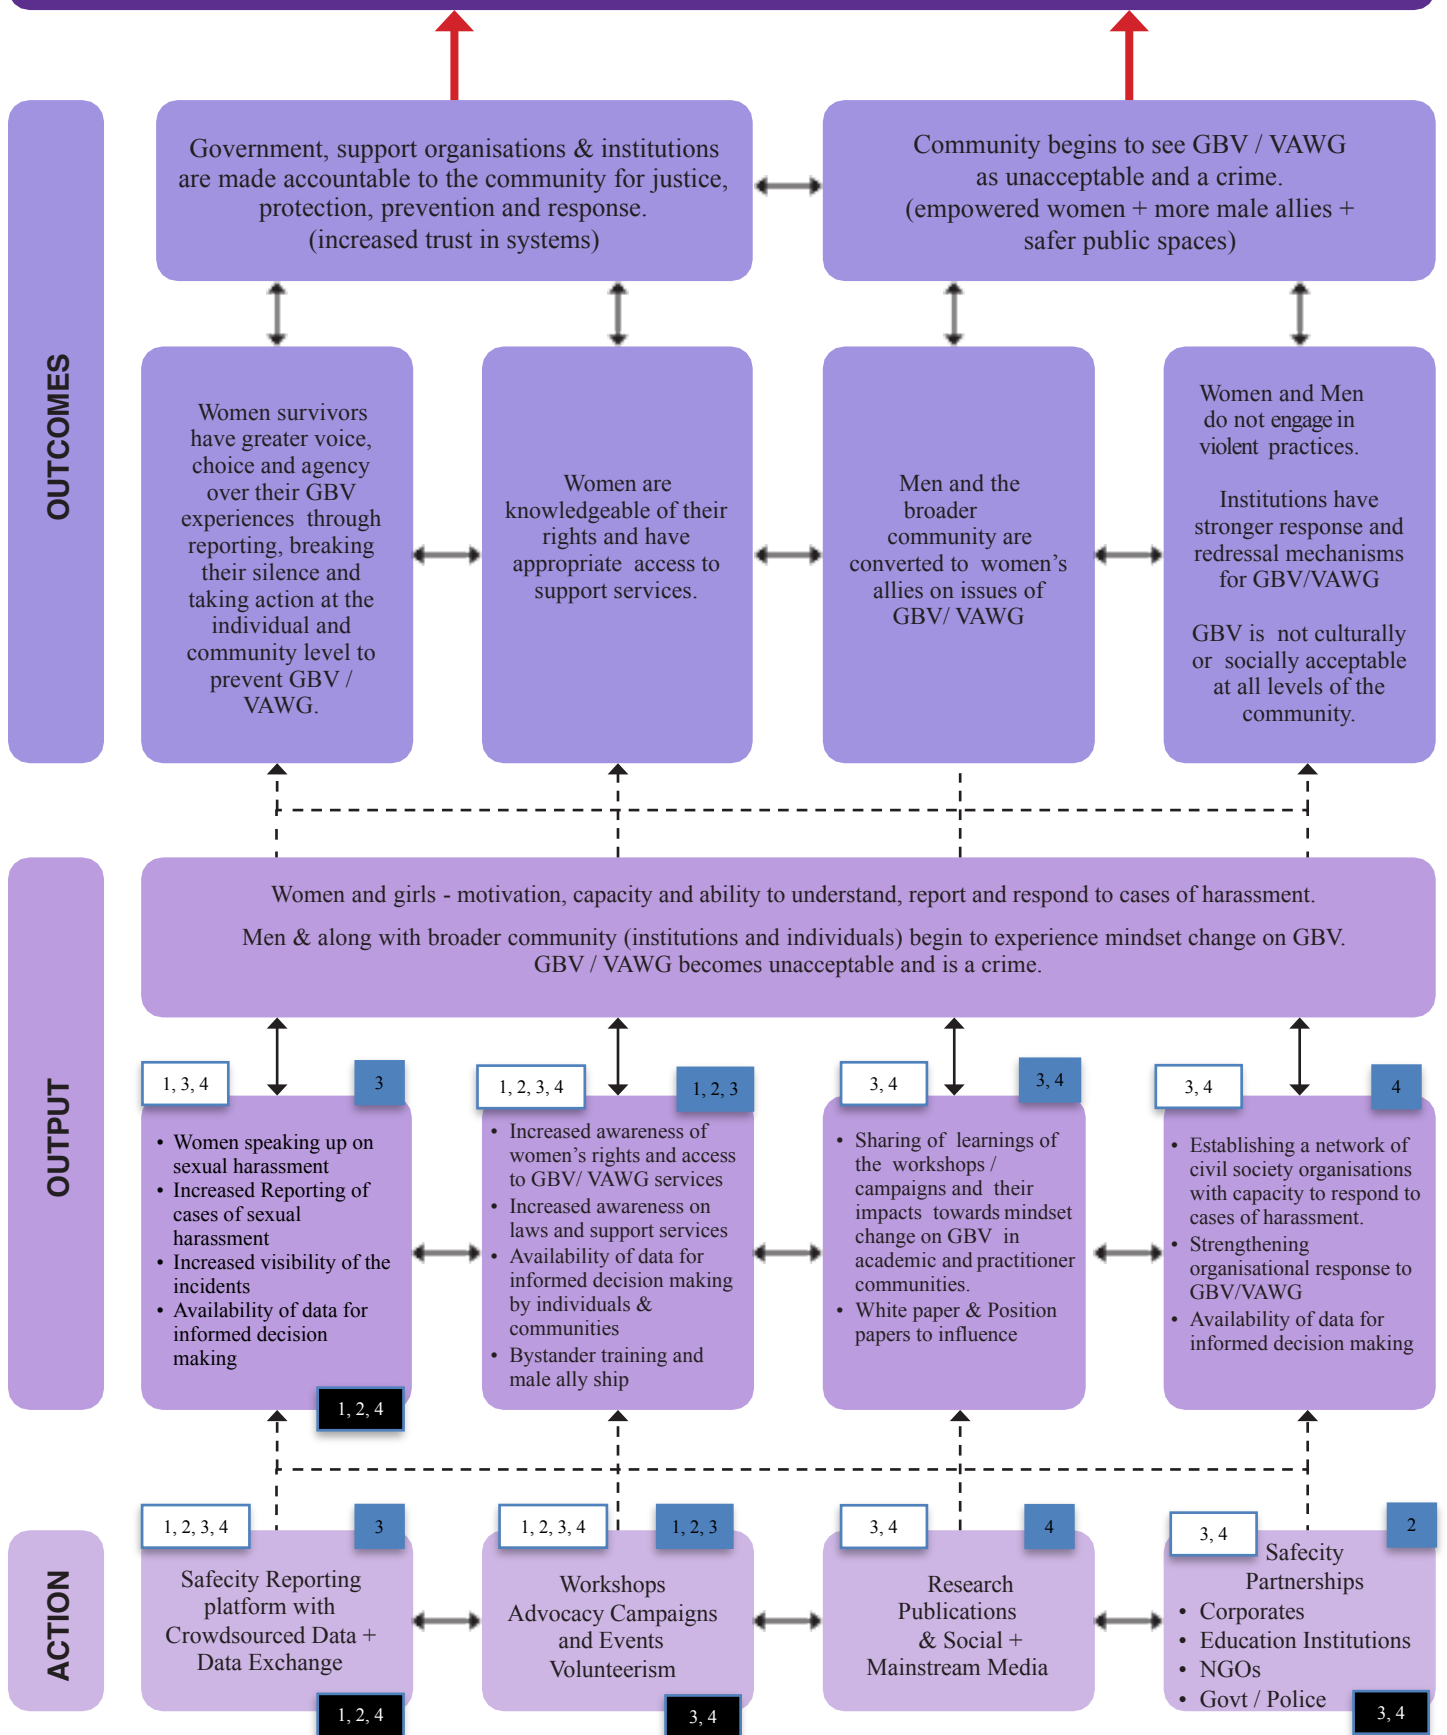 OUTCOMES
Government, support organisations & institutions
are made accountable to the community for justice,
protection, prevention and response.
(increased trust in systems)
Community begins to see GBV / VAWG
as unacceptable and a crime.
(empowered women + more male allies +
safer public spaces)
Women survivors
have greater voice,
choice and agency
over their GBV
experiences through
reporting, breaking
their silence and
taking action at the
individual and
community level to
prevent GBV /
VAWG.
Women are
knowledgeable of their
rights and have
appropriate access to
support services.
Men and the
broader
community are
converted to women’s
allies on issues of
GBV/ VAWG
Women and Men
do not engage in
violent practices.
Institutions have
stronger response and
redressal mechanisms
for GBV/VAWG
GBV is not culturally
or socially acceptable
at all levels of the
community.
OUTPUT
Women and girls - motivation, capacity and ability to understand, report and respond to cases of harassment.
Men & along with broader community (institutions and individuals) begin to experience mindset change on GBV.
GBV / VAWG becomes unacceptable and is a crime.
1, 3, 4
3
• Women speaking up on
sexual harassment
• Increased Reporting of
cases of sexual
harassment
• Increased visibility of the
incidents
• Availability of data for
informed decision
making
1, 2, 4
1, 2, 3, 4
1, 2, 3
• Increased awareness of
women’s rights and access
to GBV/ VAWG services
• Increased awareness on
laws and support services
• Availability of data for
informed decision making
by individuals &
communities
• Bystander training and
male ally ship
3, 4
3, 4
• Sharing of learnings of
the workshops /
campaigns and their
impacts towards mindset
change on GBV in
academic and practitioner
communities.
• White paper & Position
papers to influence
3, 4
4
• Establishing a network of
civil society organisations
with capacity to respond to
cases of harassment.
• Strengthening
organisational response to
GBV/VAWG
• Availability of data for
informed decision making
ACTION
1, 2, 3, 4
3
Safecity Reporting
platform with
Crowdsourced Data +
Data Exchange
1, 2, 4
1, 2, 3, 4
1, 2, 3
Workshops
Advocacy Campaigns
and Events
Volunteerism
3, 4
3, 4
4
Research
Publications
& Social +
Mainstream Media
3, 4
2
Safecity
Partnerships
• Corporates
• Education Institutions
• NGOs
• Govt / Police
3, 4